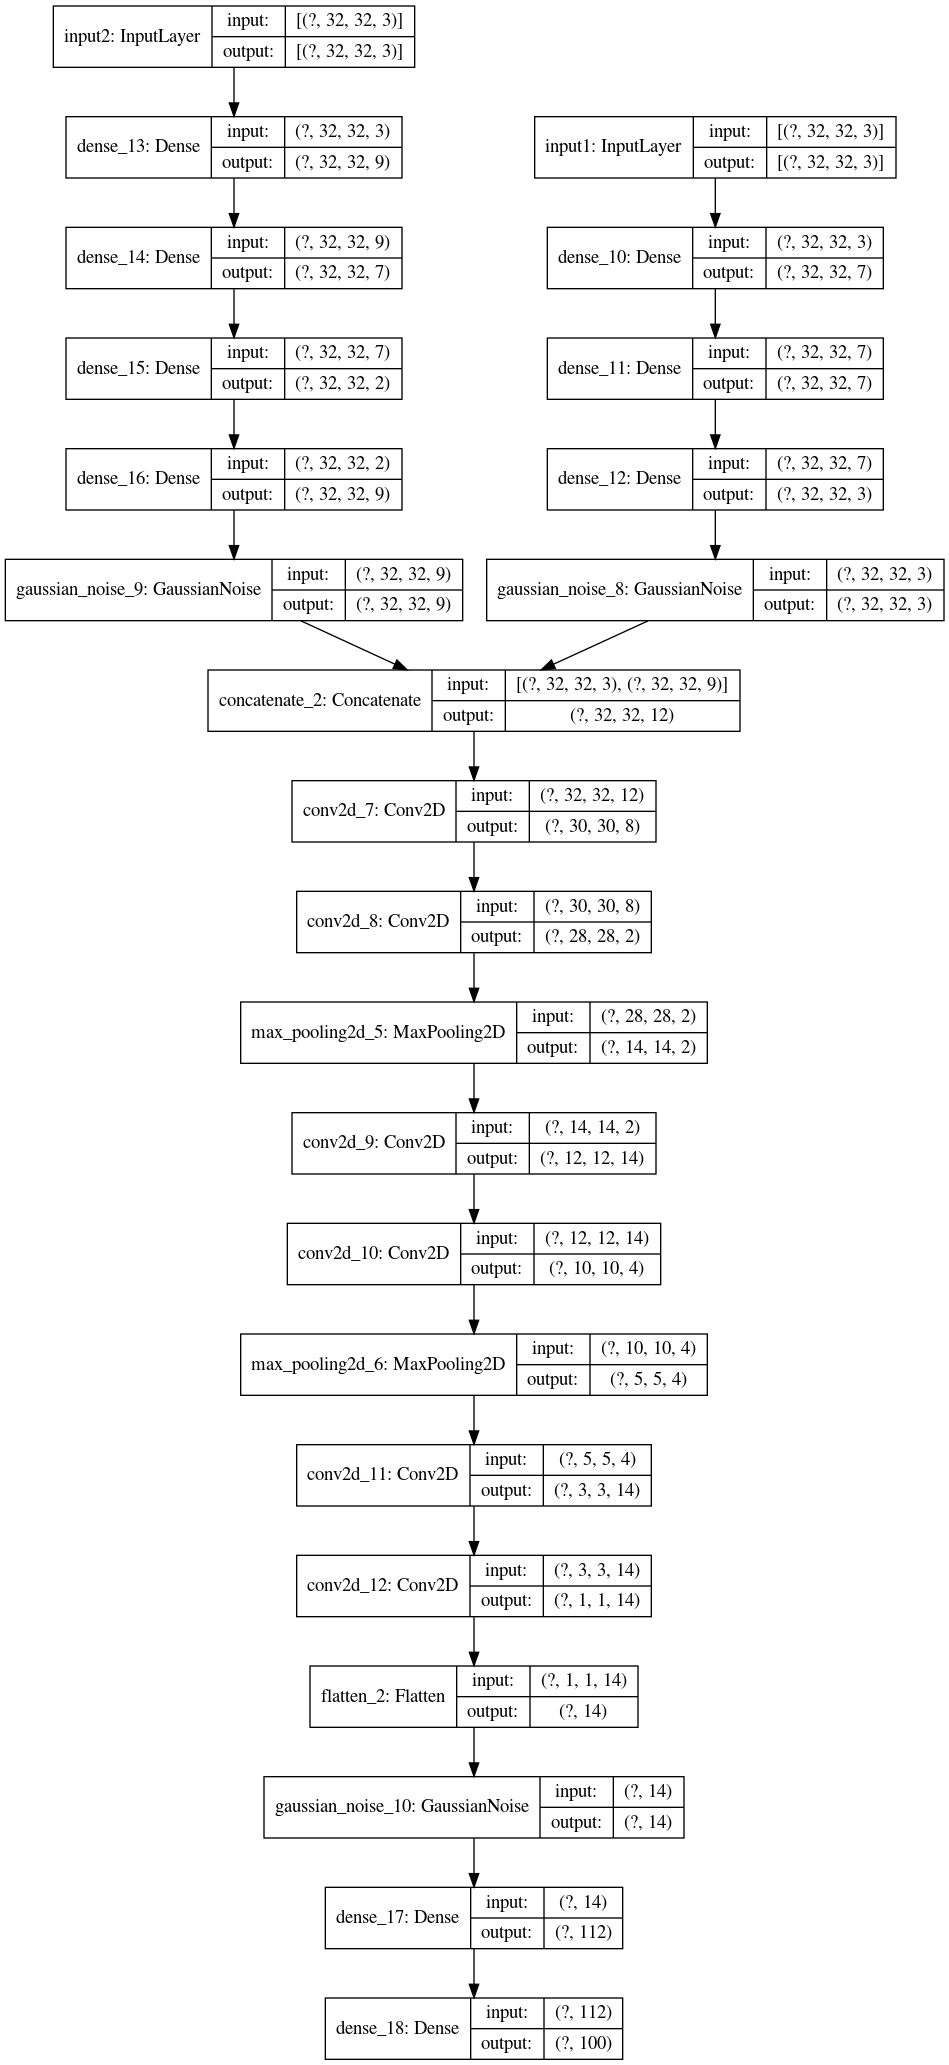 input2: InputLayer
input: [(?, 32, 32, 3)]
output: [(?, 32, 32, 3)]
dense_13: Dense
input: (?, 32, 32, 3)
output: (?, 32, 32, 9)
input1: InputLayer
input: [(?, 32, 32, 3)]
output: [(?, 32, 32, 3)]
dense_14: Dense
input: (?, 32, 32, 9)
output: (?, 32, 32, 7)
dense_10: Dense
input: (?, 32, 32, 3)
output: (?, 32, 32, 7)
dense_15: Dense
input: (?, 32, 32, 7)
output: (?, 32, 32, 2)
dense_11: Dense
input: (?, 32, 32, 7)
output: (?, 32, 32, 7)
dense_16: Dense
input: (?, 32, 32, 2)
output: (?, 32, 32, 9)
dense_12: Dense
input: (?, 32, 32, 7)
output: (?, 32, 32, 3)
gaussian_noise_9: GaussianNoise
input: (?, 32, 32, 9)
output: (?, 32, 32, 9)
gaussian_noise_8: GaussianNoise
input: (?, 32, 32, 3)
output: (?, 32, 32, 3)
concatenate_2: Concatenate
input: [(?, 32, 32, 3), (?, 32, 32, 9)]
output: (?, 32, 32, 12)
conv2d_7: Conv2D
input: (?, 32, 32, 12)
output: (?, 30, 30, 8)
conv2d_8: Conv2D
input: (?, 30, 30, 8)
output: (?, 28, 28, 2)
max_pooling2d_5: MaxPooling2D
input: (?, 28, 28, 2)
output: (?, 14, 14, 2)
conv2d_9: Conv2D
input: (?, 14, 14, 2)
output: (?, 12, 12, 14)
conv2d_10: Conv2D
input: (?, 12, 12, 14)
output: (?, 10, 10, 4)
max_pooling2d_6: MaxPooling2D
input: (?, 10, 10, 4)
output: (?, 5, 5, 4)
conv2d_11: Conv2D
input: (?, 5, 5, 4)
output: (?, 3, 3, 14)
conv2d_12: Conv2D
input: (?, 3, 3, 14)
output: (?, 1, 1, 14)
flatten_2: Flatten
input: (?, 1, 1, 14)
output: (?, 14)
gaussian_noise_10: GaussianNoise
input: (?, 14)
output: (?, 14)
dense_17: Dense
input: (?, 14)
output: (?, 112)
dense_18: Dense
input: (?, 112)
output: (?, 100)